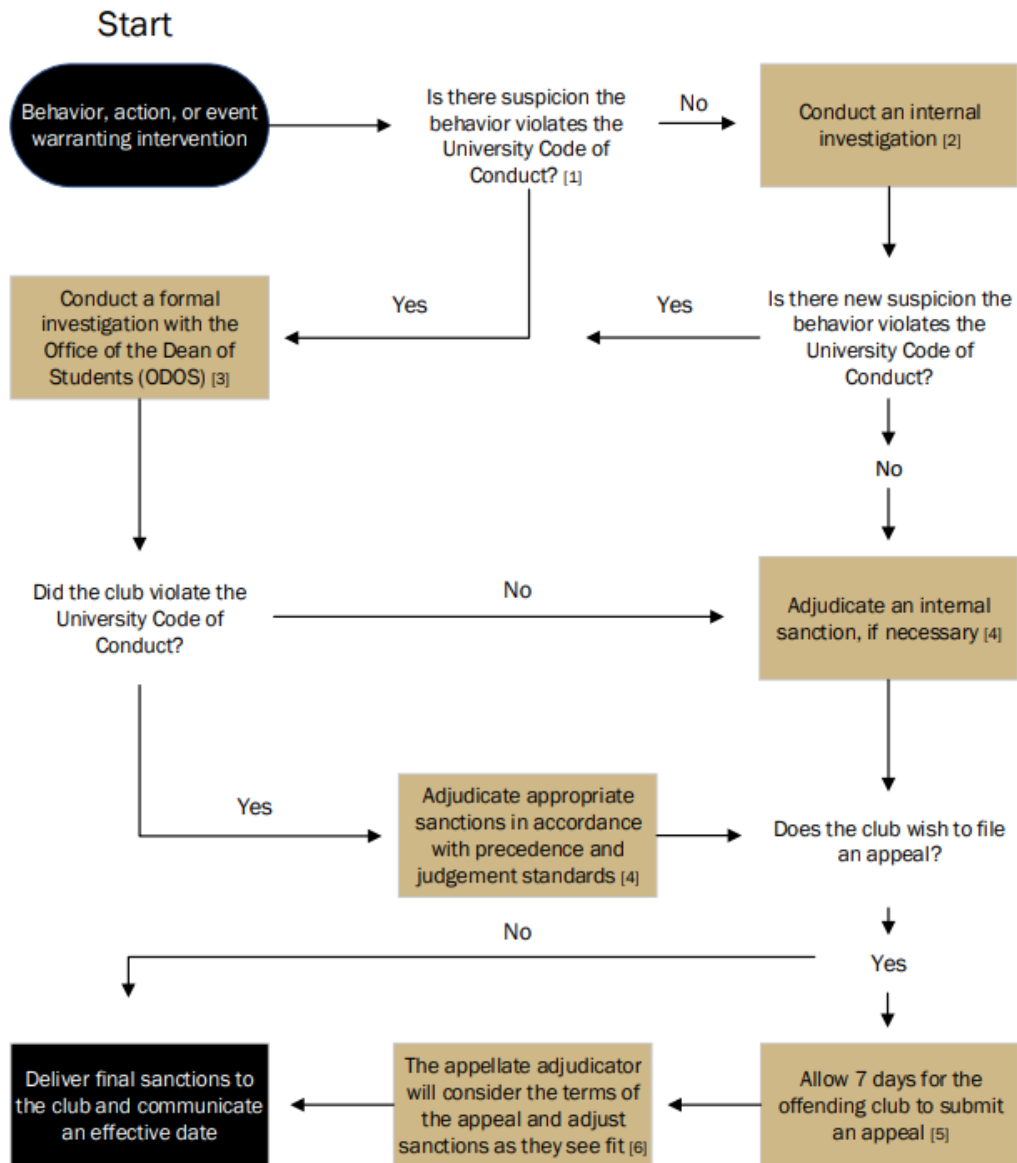 Start
Behavior, action, or event
warranting intervention
Is there suspicion the
behavior violates the
University Code of
Conduct? [1]
No
Conduct an internal
investigation [2]
Conduct a formal
investigation with the
Office of the Dean of
Students (ODOS) [3]
Yes
Yes
Is there new suspicion the
behavior violates the
University Code of
Conduct?
No
Did the club violate the
University Code of
Conduct?
No
Adjudicate an internal
sanction, if necessary [4]
Yes
Adjudicate appropriate
sanctions in accordance
with precedence and
judgement standards [4]
Does the club wish to file
an appeal?
No
Yes
Deliver final sanctions to
the club and communicate
an effective date
The appellate adjudicator
will consider the terms of
the appeal and adjust
sanctions as they see fit [6]
Allow 7 days for the
offending club to submit
an appeal [5]